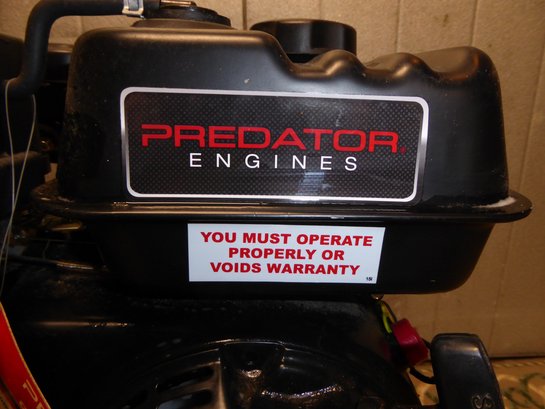 PREDATOR
ENGINES
YOU MUST OPERATE
PROPERLY OR
VOIDS WARRANTY